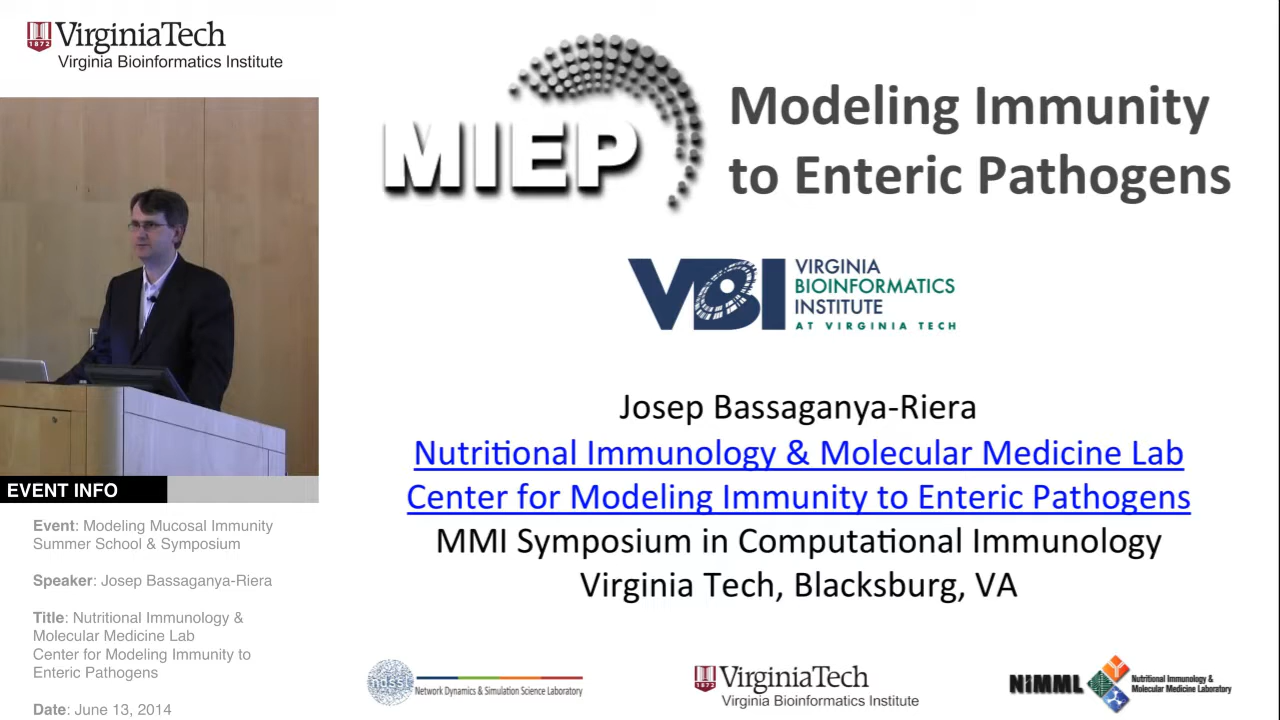 VirginiaTech
1872
Virginia Bioinformatics Institute
MIEP
Modeling Immunity
to Enteric Pathogens
VBI
VIRGINIA
BIOINFORMATICS
INSTITUTE
AT VIRGINIA TECH
Josep Bassaganya-Riera
Nutritional Immunology & Molecular Medicine Lab
Center for Modeling Immunity to Enteric Pathogens
MMI Symposium in Computational Immunology
Virginia Tech, Blacksburg, VA
EVENT INFO
Event: Modeling Mucosal Immunity
Summer School & Symposium
Speaker: Josep Bassaganya-Riera
Title: Nutritional Immunology &
Molecular Medicine Lab
Center for Modeling Immunity to
Enteric Pathogens
Date: June 13, 2014
ndssl
Network Dynamics & Simulation Science Laboratory
VirginiaTech
1872
Virginia Bioinformatics Institute
NIMML
Nutritional Immunology &
Molecular Medicine Laboratory